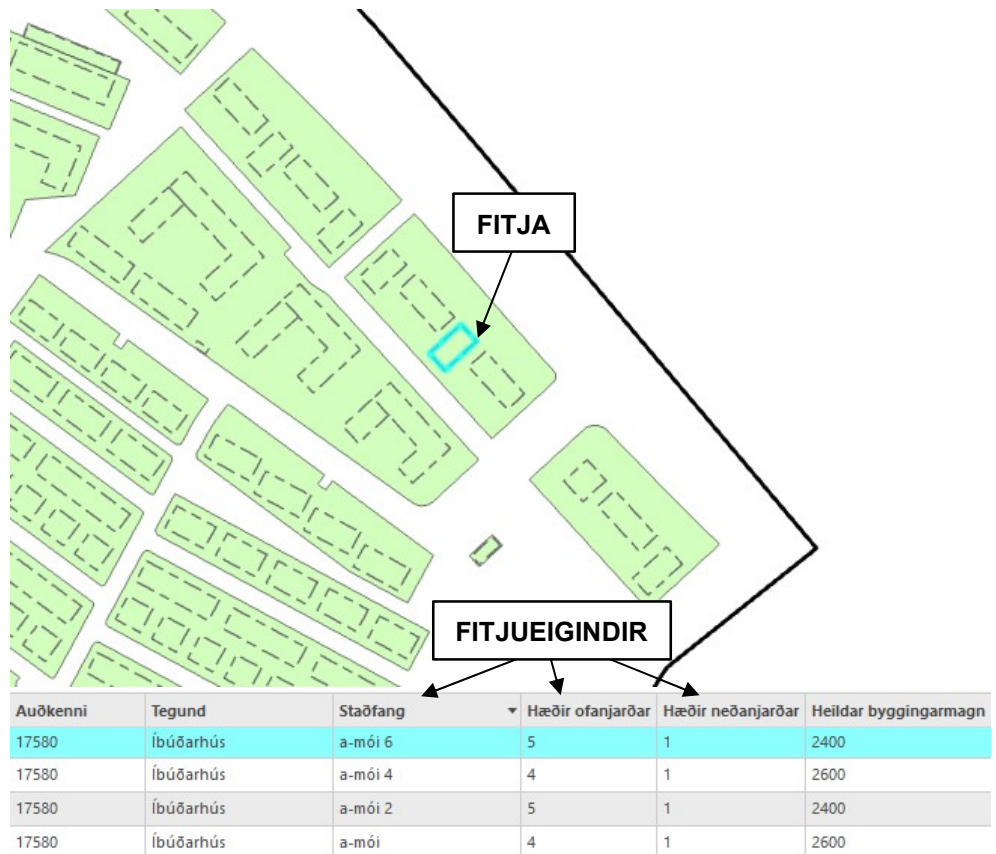 FITJA
FITJUEIGINDIR
Auðkenni Tegund Staðfang Hæðir ofanjarðar Hæðir neðanjarðar Heildar byggingarmagn
17580 Íbúðarhús a-mói 6 5 1 2400
17580 Íbúðarhús a-mói 4 4 1 2600
17580 Íbúðarhús a-mói 2 5 1 2400
17580 Íbúðarhús a-mói 4 1 2600